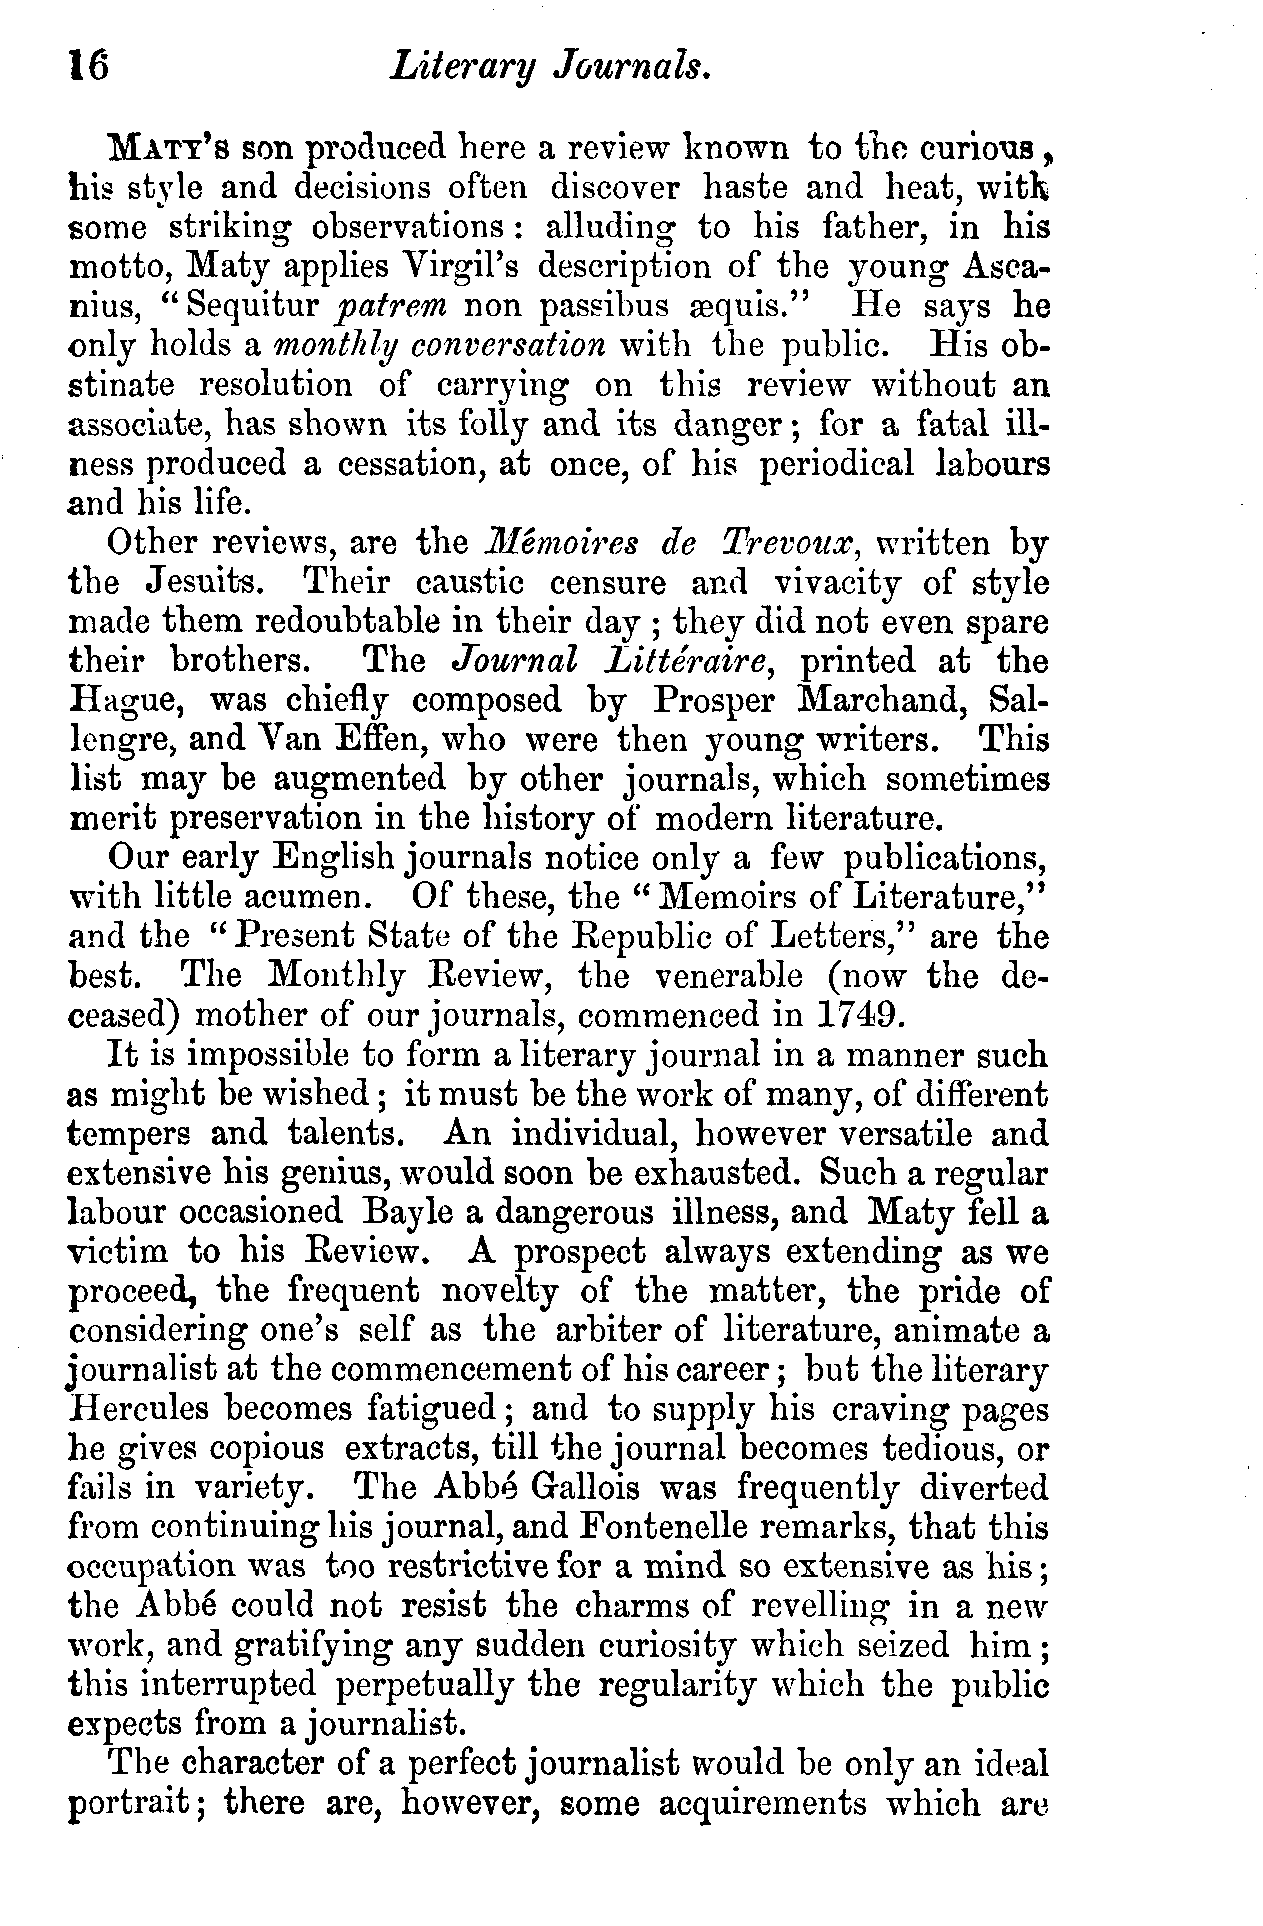 16 Literary Journals.
MATY's son produced here a review known to the curious,
his style and decisions often discover haste and heat, with
some striking observations: alluding to his father, in his
motto, Maty applies Virgil's description of the young Asca-
nius, "Sequitur patrem non passibus æquis." He says he
only holds a monthly conversation with the public. His ob-
stinate resolution of carrying on this review without an
associate, has shown its folly and its danger; for a fatal ill-
ness produced a cessation, at once, of his periodical labours
and his life.
Other reviews, are the Mémoires de Trevoux, written by
the Jesuits. Their caustic censure and vivacity of style
made them redoubtable in their day; they did not even spare
their brothers. The Journal Littéraire, printed at the
Hague, was chiefly composed by Prosper Marchand, Sal-
lengre, and Van Effen, who were then young writers. This
list may be augmented by other journals, which sometimes
merit preservation in the history of modern literature.
Our early English journals notice only a few publications,
with little acumen. Of these, the "Memoirs of Literature,"
and the "Present State of the Republic of Letters," are the
best. The Monthly Review, the venerable (now the de-
ceased) mother of our journals, commenced in 1749.
It is impossible to form a literary journal in a manner such
as might be wished; it must be the work of many, of different
tempers and talents. An individual, however versatile and
extensive his genius, would soon be exhausted. Such a regular
labour occasioned Bayle a dangerous illness, and Maty fell a
victim to his Review. A prospect always extending as we
proceed, the frequent novelty of the matter, the pride of
considering one's self as the arbiter of literature, animate a
journalist at the commencement of his career; but the literary
Hercules becomes fatigued; and to supply his craving pages
he gives copious extracts, till the journal becomes tedious, or
fails in variety. The Abbé Gallois was frequently diverted
from continuing his journal, and Fontenelle remarks, that this
occupation was too restrictive for a mind so extensive as his;
the Abbé could not resist the charms of revelling in a new
work, and gratifying any sudden curiosity which seized him;
this interrupted perpetually the regularity which the public
expects from a journalist.
The character of a perfect journalist would be only an ideal
portrait; there are, however, some acquirements which are